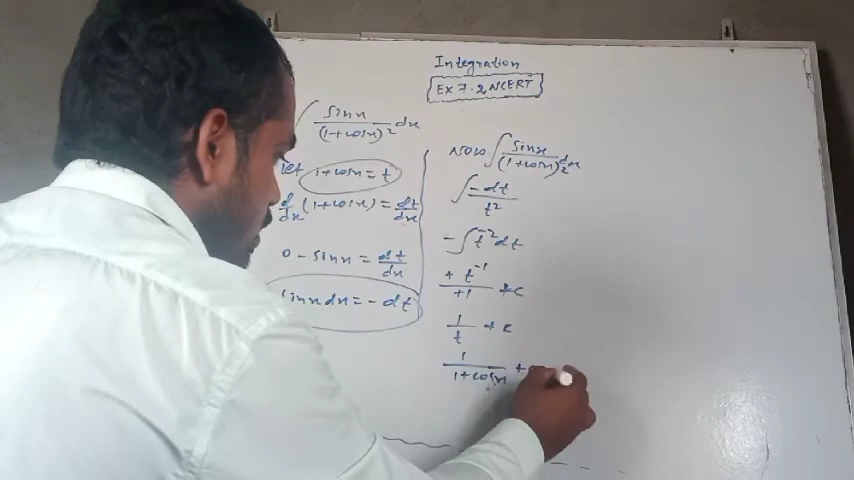 Integration
EX 7.2 NCERT
∫ sinx/(1+cosx)² dx
let 1+cosx = t
d/dx (1+cosx) = dt/dx
0 - sinx = dt/dx
sinx dx = - dt
Now ∫ sinx/(1+cosx)² dx
∫ -dt/t²
- ∫ t⁻² dt
+ t⁻¹/+1 + c
1/t + c
1/(1+cosx) +